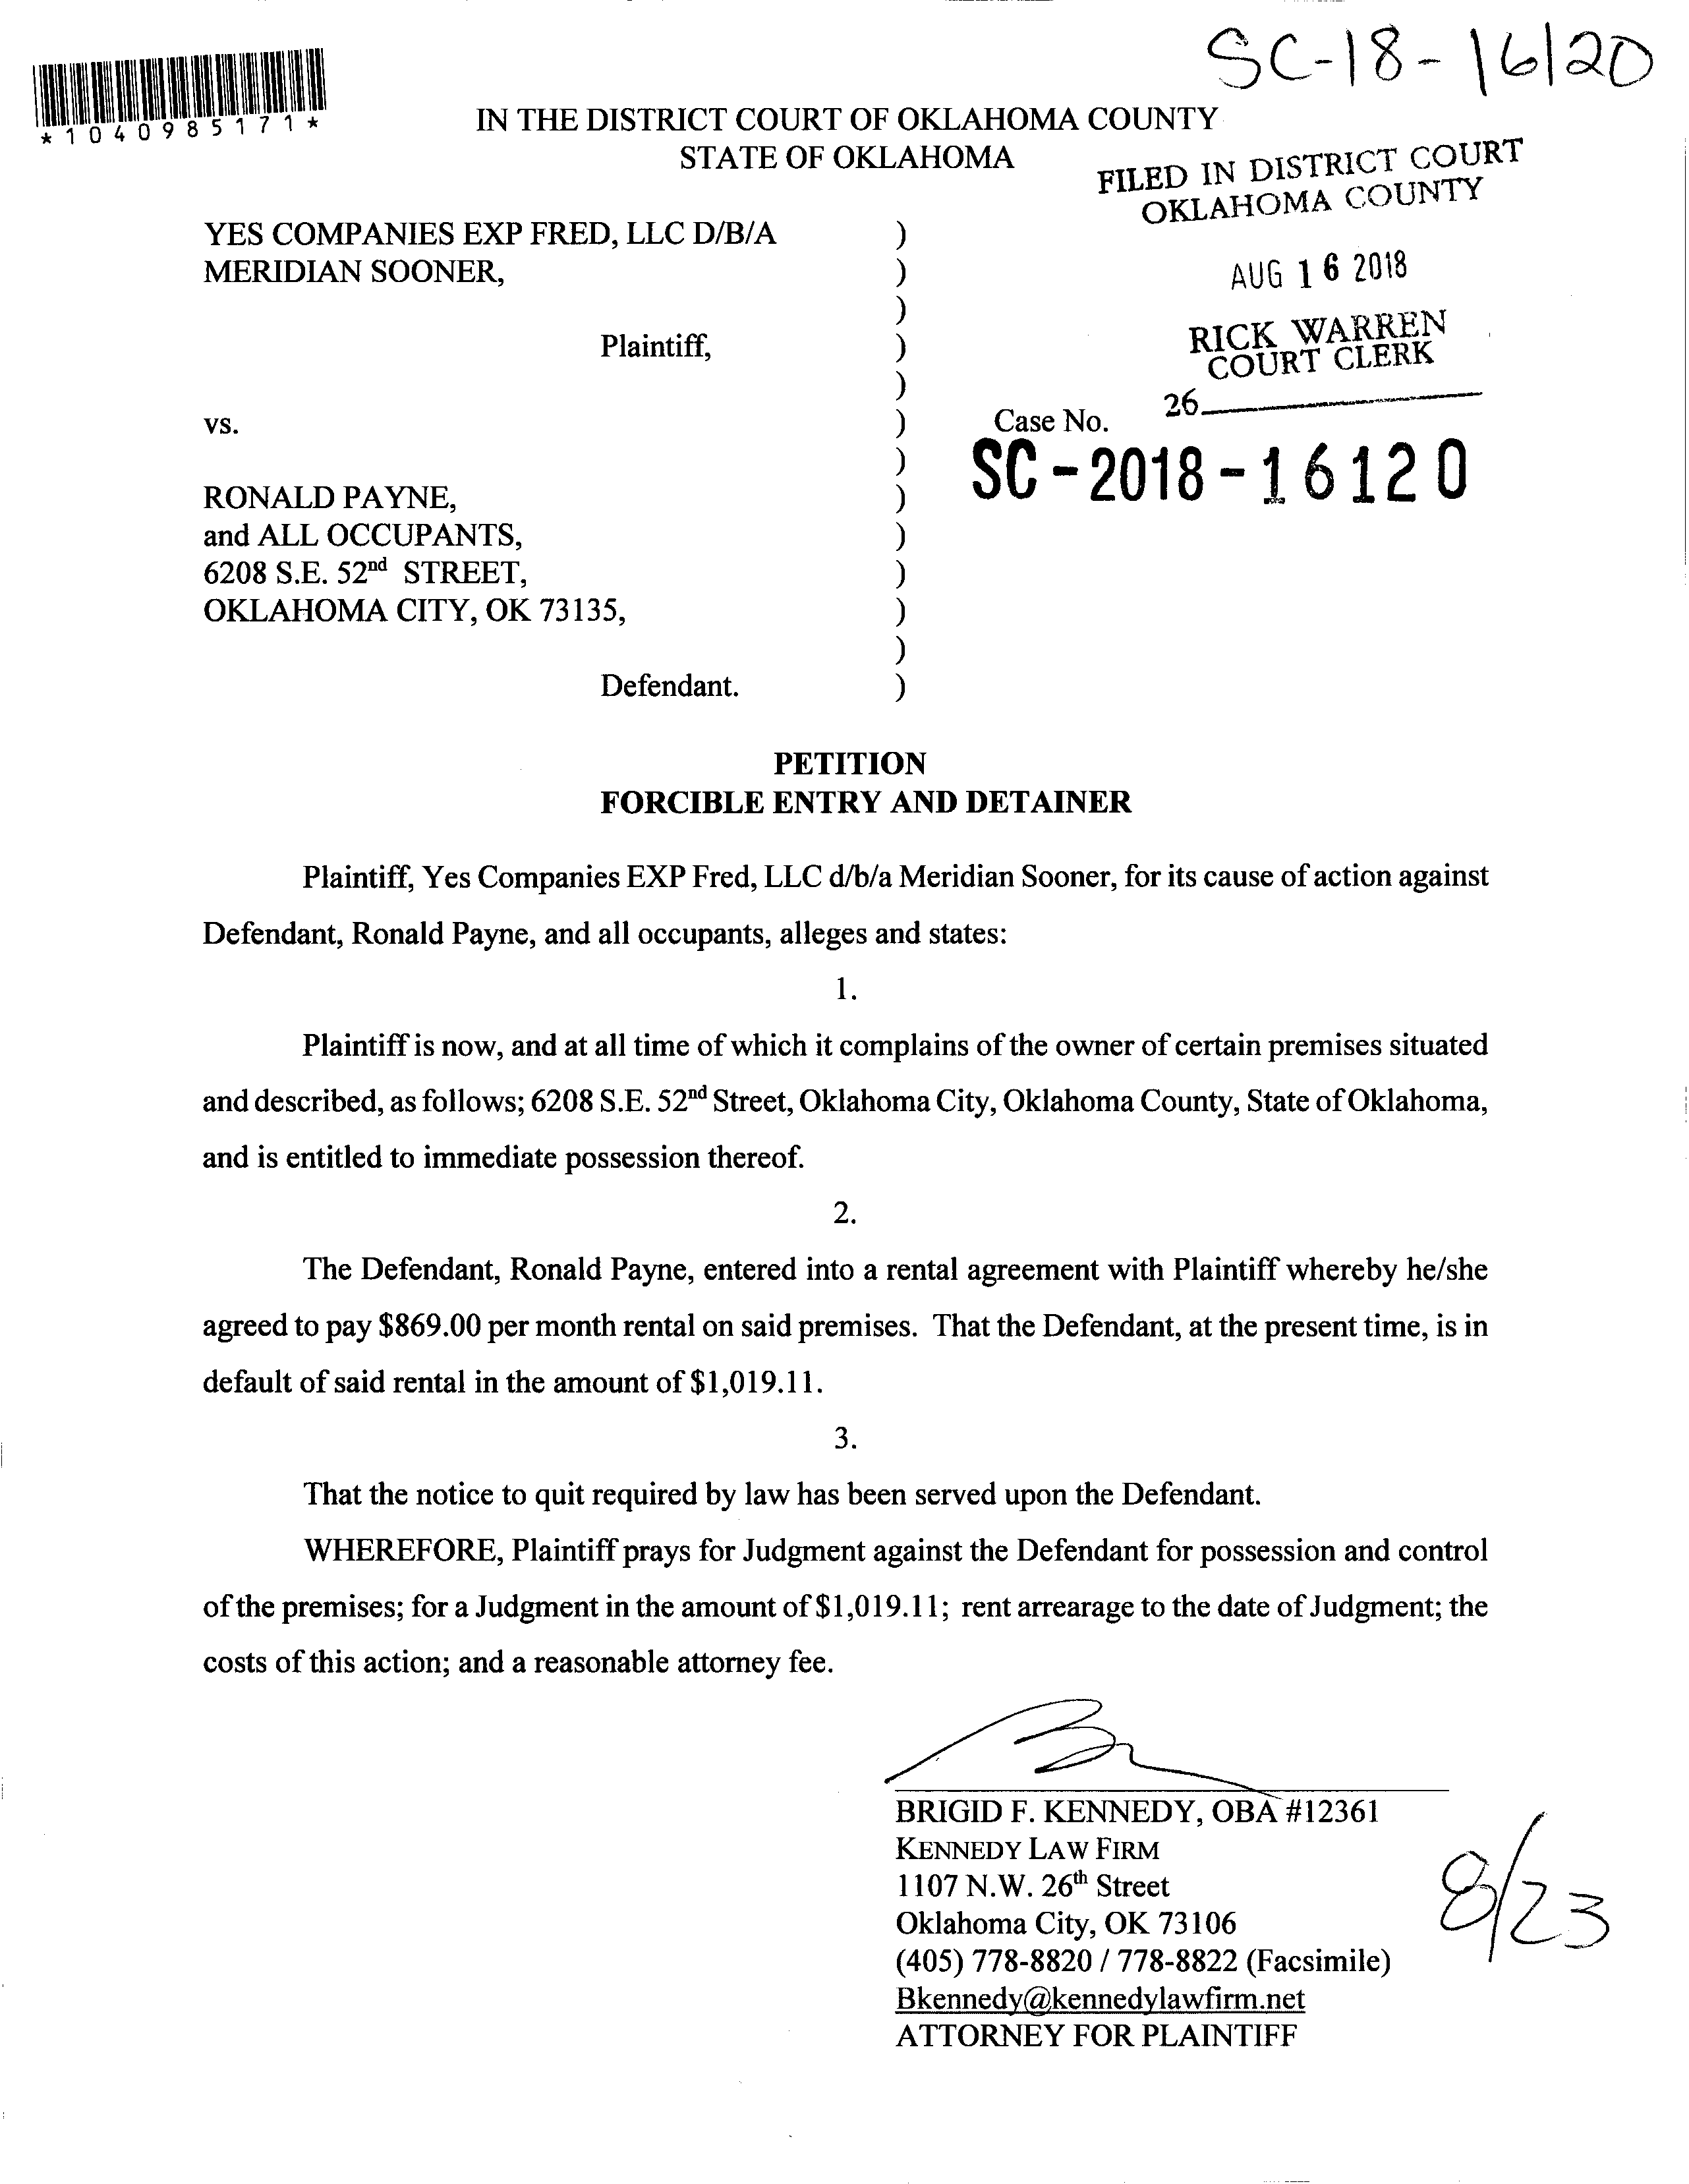 SC-18-16120
*1040985171*
IN THE DISTRICT COURT OF OKLAHOMA COUNTY
STATE OF OKLAHOMA
FILED IN DISTRICT COURT
OKLAHOMA COUNTY
AUG 16 2018
RICK WARREN
COURT CLERK
26
YES COMPANIES EXP FRED, LLC D/B/A )
MERIDIAN SOONER, )
)
Plaintiff, )
)
vs. ) Case No.
) SC-2018-16120
RONALD PAYNE, )
and ALL OCCUPANTS, )
6208 S.E. 52nd STREET, )
OKLAHOMA CITY, OK 73135, )
)
Defendant. )
PETITION
FORCIBLE ENTRY AND DETAINER
Plaintiff, Yes Companies EXP Fred, LLC d/b/a Meridian Sooner, for its cause of action against
Defendant, Ronald Payne, and all occupants, alleges and states:
1.
Plaintiff is now, and at all time of which it complains of the owner of certain premises situated
and described, as follows; 6208 S.E. 52nd Street, Oklahoma City, Oklahoma County, State of Oklahoma,
and is entitled to immediate possession thereof.
2.
The Defendant, Ronald Payne, entered into a rental agreement with Plaintiff whereby he/she
agreed to pay $869.00 per month rental on said premises. That the Defendant, at the present time, is in
default of said rental in the amount of $1,019.11.
3.
That the notice to quit required by law has been served upon the Defendant.
WHEREFORE, Plaintiff prays for Judgment against the Defendant for possession and control
of the premises; for a Judgment in the amount of $1,019.11; rent arrearage to the date of Judgment; the
costs of this action; and a reasonable attorney fee.
BRIGID F. KENNEDY, OBA #12361
KENNEDY LAW FIRM
1107 N.W. 26th Street
Oklahoma City, OK 73106
(405) 778-8820 / 778-8822 (Facsimile)
Bkennedy@kennedylawfirm.net
ATTORNEY FOR PLAINTIFF
8/23